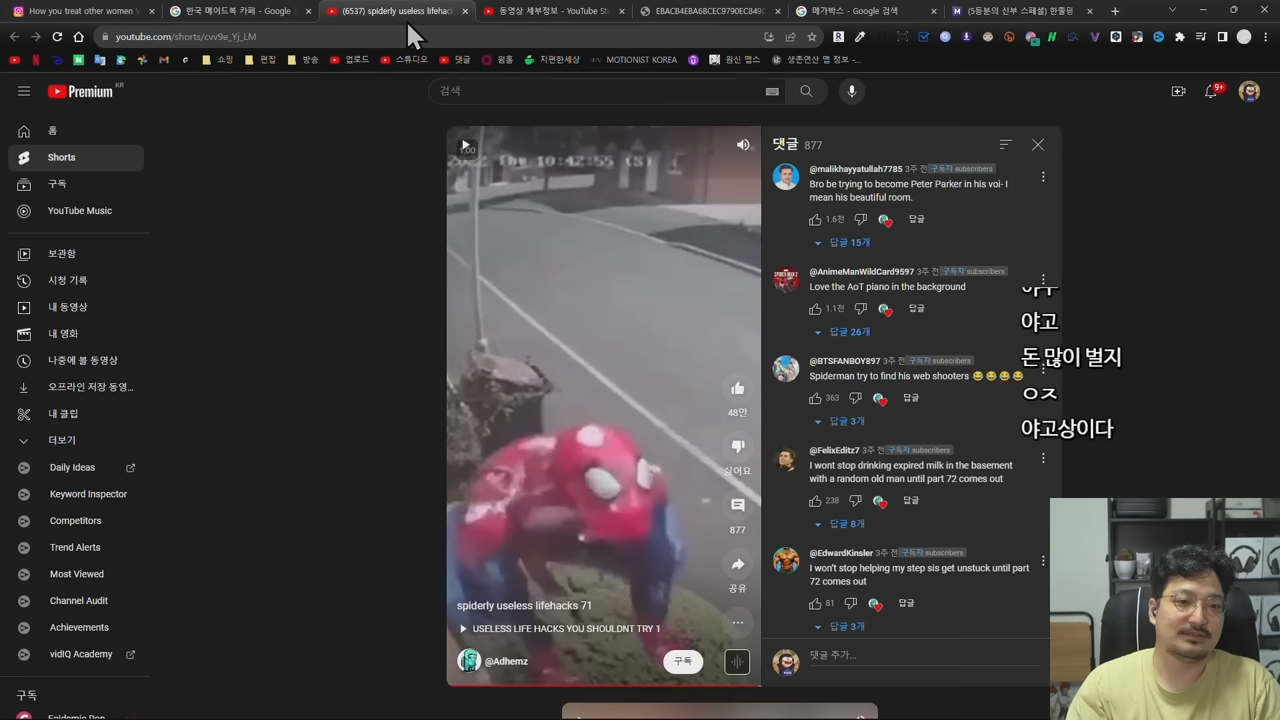 How you treat other women
한국 메이드복 카페 - Google
(6537) spiderly useless lifehac
동영상 세부정보 - YouTube St
메가박스 - Google 검색
(5등분의 신부 스페셜) 한줄평
youtube.com/shorts/cvv9e_Yj_LM
쇼핑
편집
방송
업로드
스튜디오
댓글
윔홈
지편한세상
MOTIONIST KOREA
원신 맵스
생존연산 맵 정보 -...
Premium KR
검색
9+
홈
Shorts
구독
YouTube Music
보관함
시청 기록
내 동영상
내 영화
나중에 볼 동영상
오프라인 저장 동영...
내 클립
더보기
Daily Ideas
Keyword Inspector
Competitors
Trend Alerts
Most Viewed
Channel Audit
Achievements
vidIQ Academy
구독
Epidemic Pop
1:00
Thu 10:42:55 (S)
48만
싫어요
877
공유
spiderly useless lifehacks 71
USELESS LIFE HACKS YOU SHOULDNT TRY 1
@Adhemz
구독
댓글 877
@malikhayyatullah7785 3주 전 구독자 subscribers
Bro be trying to become Peter Parker in his voi- I
mean his beautiful room.
1.6천 답글
답글 15개
@AnimeManWildCard9597 3주 전 구독자 subscribers
Love the AoT piano in the background
1.1천 답글
답글 26개
@BTSFANBOY897 3주 전 구독자 subscribers
Spiderman try to find his web shooters 😂😂😂😂
363 답글
답글 3개
@FelixEditz7 3주 전 구독자 subscribers
I wont stop drinking expired milk in the basement
with a random old man until part 72 comes out
238 답글
답글 8개
@EdwardKinsler 3주 전 구독자 subscribers
I won't stop helping my step sis get unstuck until part
72 comes out
81 답글
답글 3개
댓글 추가...
야고
돈 많이 벌지
ㅇㅈ
야고상이다